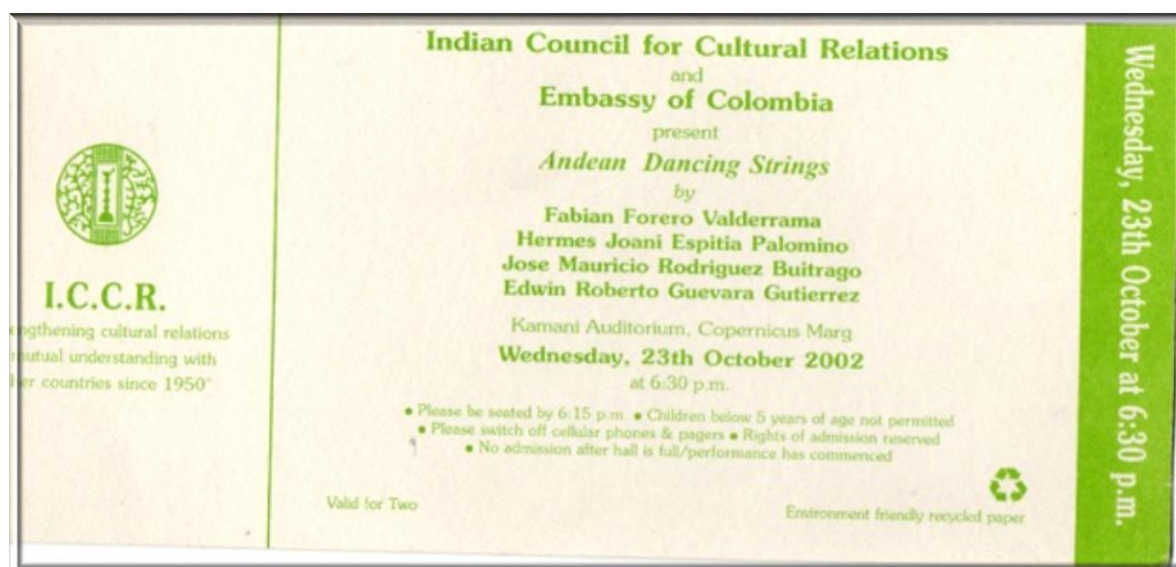 I.C.C.R.
engthening cultural relations
mutual understanding with
her countries since 1950"
Indian Council for Cultural Relations
and
Embassy of Colombia
present
Andean Dancing Strings
by
Fabian Forero Valderrama
Hermes Joani Espitia Palomino
Jose Mauricio Rodriguez Buitrago
Edwin Roberto Guevara Gutierrez
Kamani Auditorium, Copernicus Marg
Wednesday, 23th October 2002
at 6:30 p.m.
• Please be seated by 6:15 p.m. • Children below 5 years of age not permitted
• Please switch off cellular phones & pagers • Rights of admission reserved
• No admission after hall is full/performance has commenced
Valid for Two
Environment friendly recycled paper
Wednesday, 23th October at 6:30 p.m.